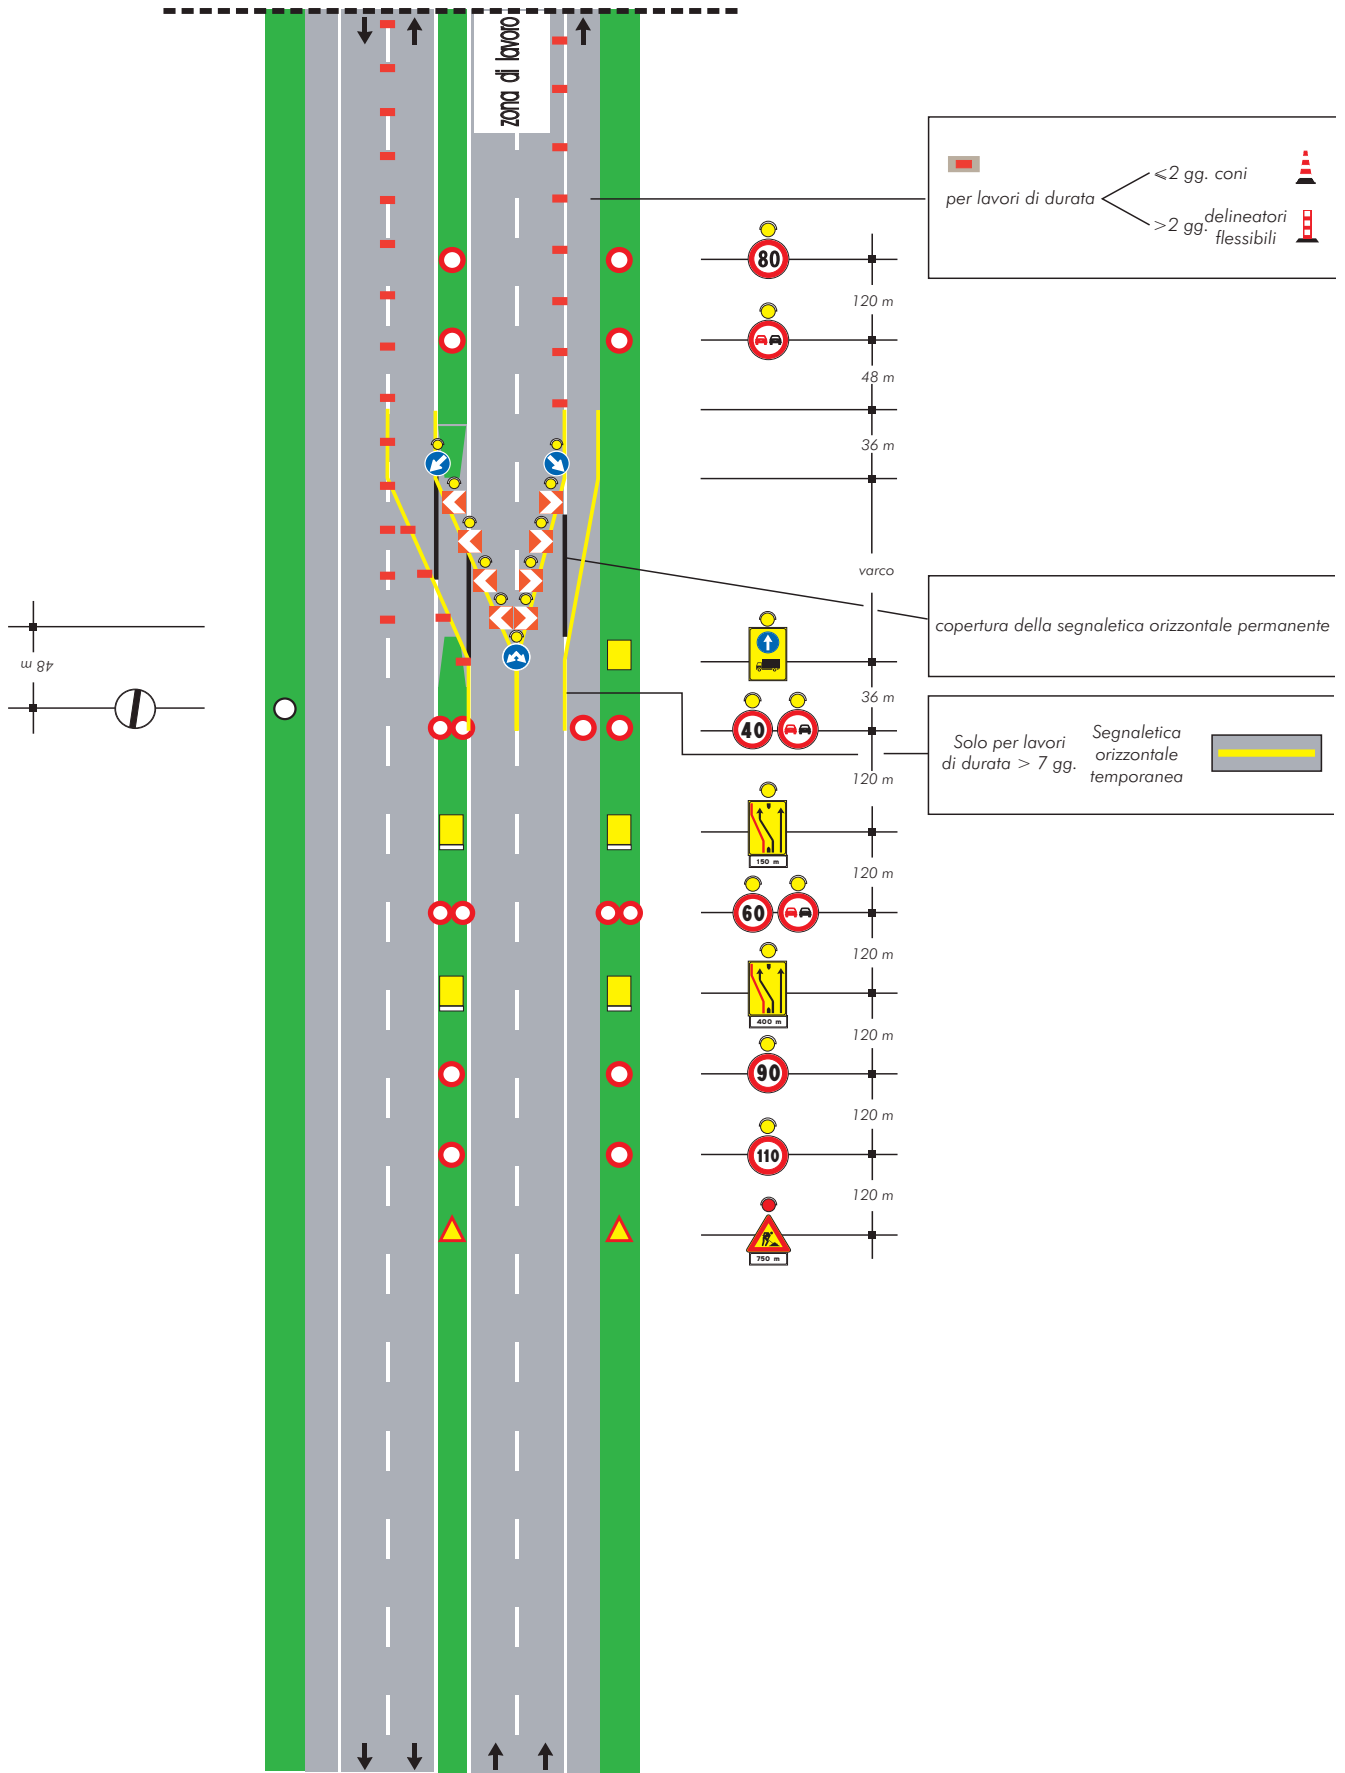 zona di lavoro
per lavori di durata
⩽2 gg. coni
>2 gg. delineatori
flessibili
80
120 m
48 m
36 m
varco
copertura della segnaletica orizzontale permanente
48 m
36 m
40
Solo per lavori
di durata > 7 gg.
Segnaletica
orizzontale
temporanea
120 m
150 m
120 m
60
120 m
400 m
120 m
90
120 m
110
120 m
750 m